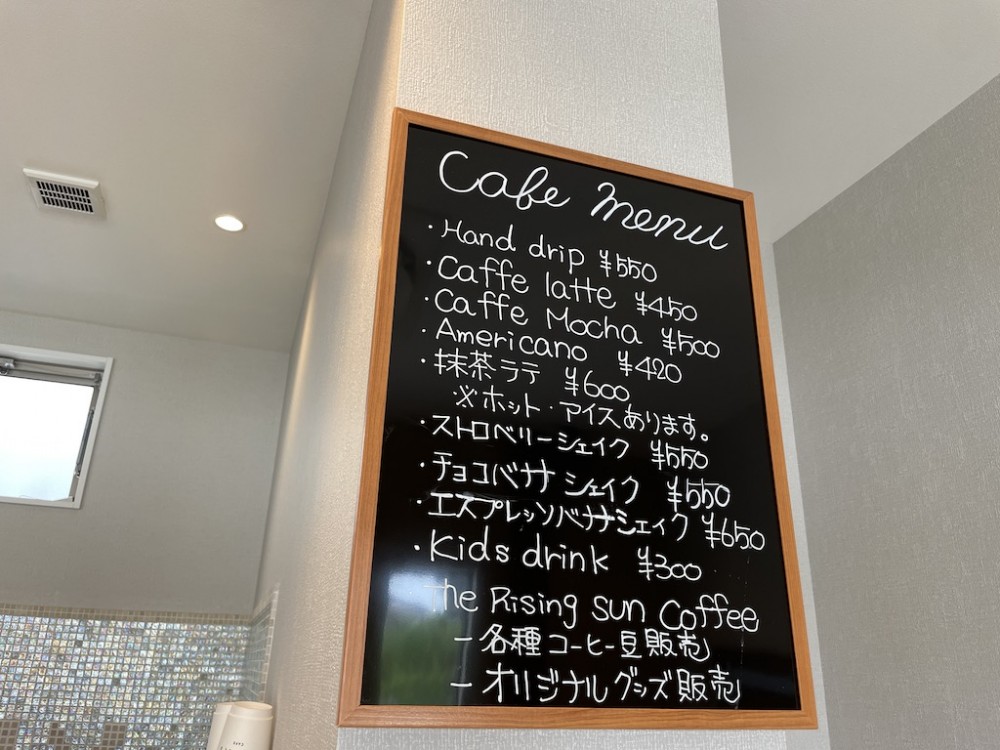 Cafe Menu
・Hand drip ¥550
・Caffe latte ¥450
・Caffe Mocha ¥500
・Americano ¥420
・抹茶ラテ ¥600
※ホット・アイスあります。
・ストロベリーシェイク ¥550
・チョコバナナシェイク ¥550
・エスプレッソバナナシェイク ¥650
・Kids drink ¥300
The Rising Sun Coffee
ー各種コーヒー豆販売
ーオリジナルグッズ販売